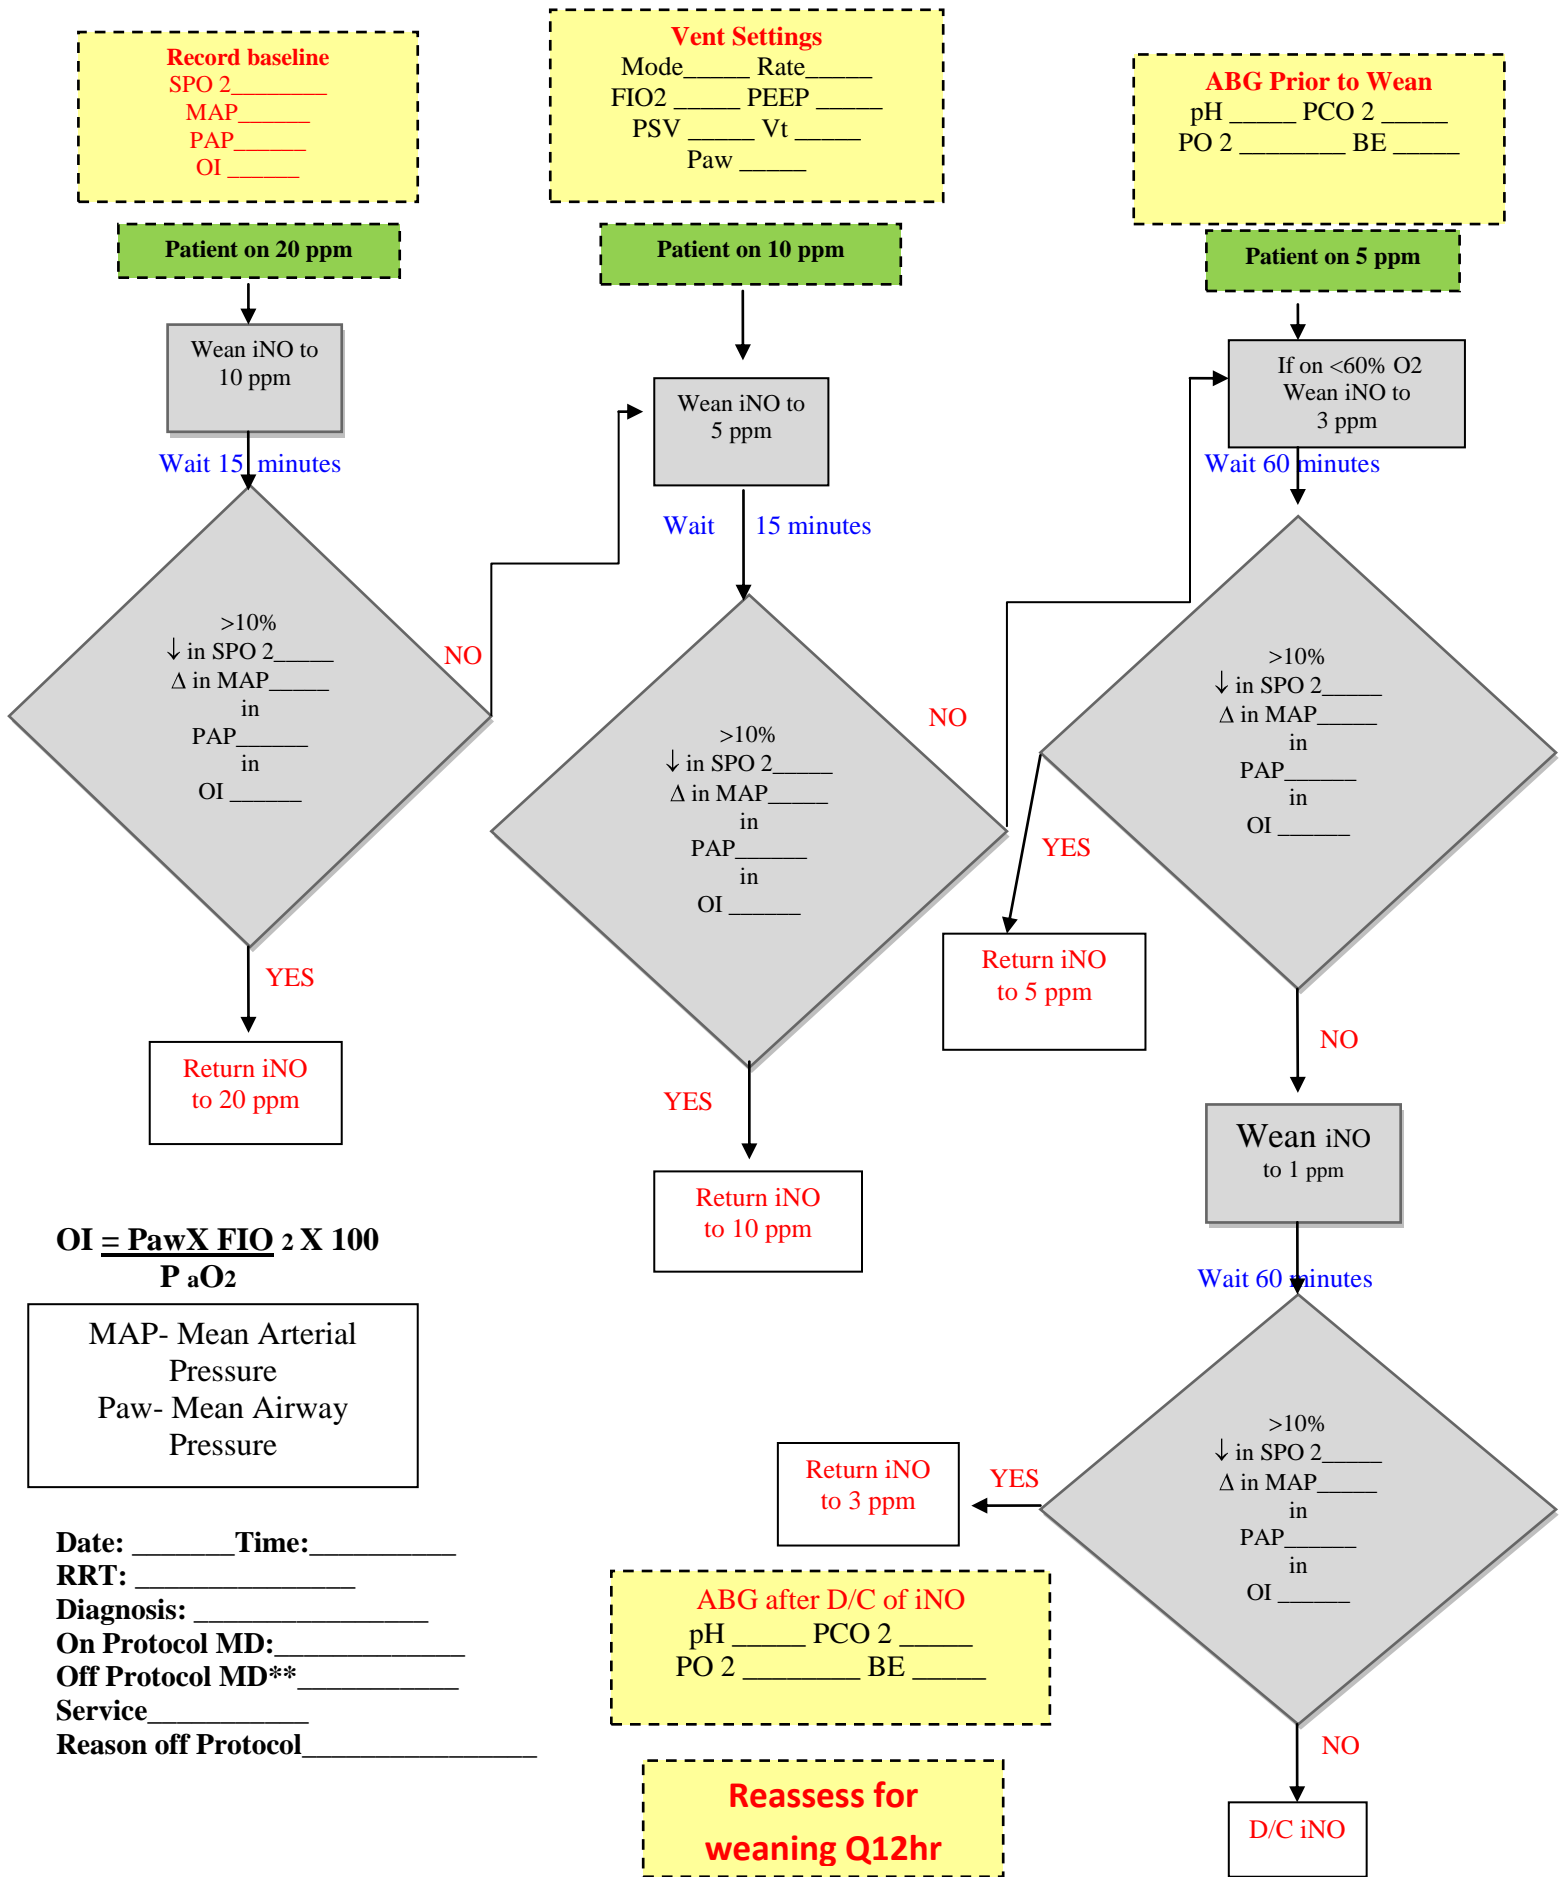 Record baseline
SPO 2________
MAP______
PAP______
OI ______
Vent Settings
Mode_____ Rate_____
FIO2 _____ PEEP _____
PSV _____ Vt _____
Paw _____
ABG Prior to Wean
pH _____ PCO 2 _____
PO 2 ________ BE _____
Patient on 20 ppm
Patient on 10 ppm
Patient on 5 ppm
Wean iNO to
10 ppm
Wait 15 minutes
>10%
↓ in SPO 2_____
Δ in MAP_____
in
PAP______
in
OI ______
NO
YES
Return iNO
to 20 ppm
Wean iNO to
5 ppm
Wait 15 minutes
>10%
↓ in SPO 2_____
Δ in MAP_____
in
PAP______
in
OI ______
NO
YES
Return iNO
to 10 ppm
If on <60% O2
Wean iNO to
3 ppm
Wait 60 minutes
>10%
↓ in SPO 2_____
Δ in MAP_____
in
PAP______
in
OI ______
YES
Return iNO
to 5 ppm
NO
Wean iNO
to 1 ppm
Wait 60 minutes
>10%
↓ in SPO 2_____
Δ in MAP_____
in
PAP______
in
OI ______
YES
Return iNO
to 3 ppm
NO
D/C iNO
OI = PawX FIO 2 X 100
P aO2
MAP- Mean Arterial
Pressure
Paw- Mean Airway
Pressure
Date: _______Time:__________
RRT: _______________
Diagnosis: ________________
On Protocol MD:_____________
Off Protocol MD**___________
Service___________
Reason off Protocol________________
ABG after D/C of iNO
pH _____ PCO 2 _____
PO 2 ________ BE _____
Reassess for
weaning Q12hr